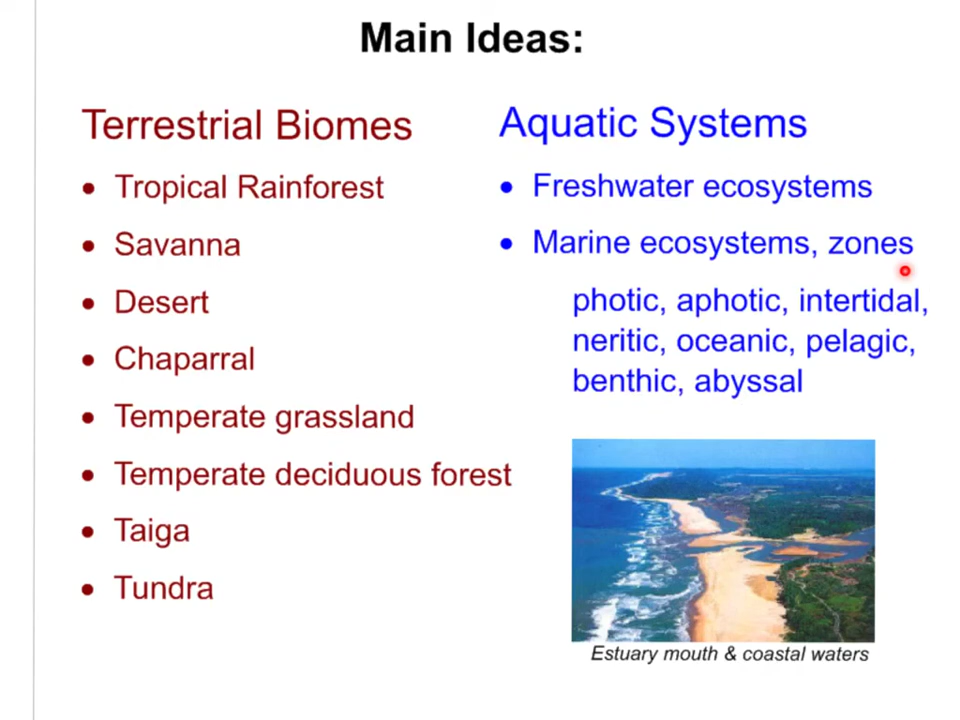 Main Ideas:
Terrestrial Biomes
• Tropical Rainforest
• Savanna
• Desert
• Chaparral
• Temperate grassland
• Temperate deciduous forest
• Taiga
• Tundra
Aquatic Systems
• Freshwater ecosystems
• Marine ecosystems, zones
photic, aphotic, intertidal,
neritic, oceanic, pelagic,
benthic, abyssal
Estuary mouth & coastal waters